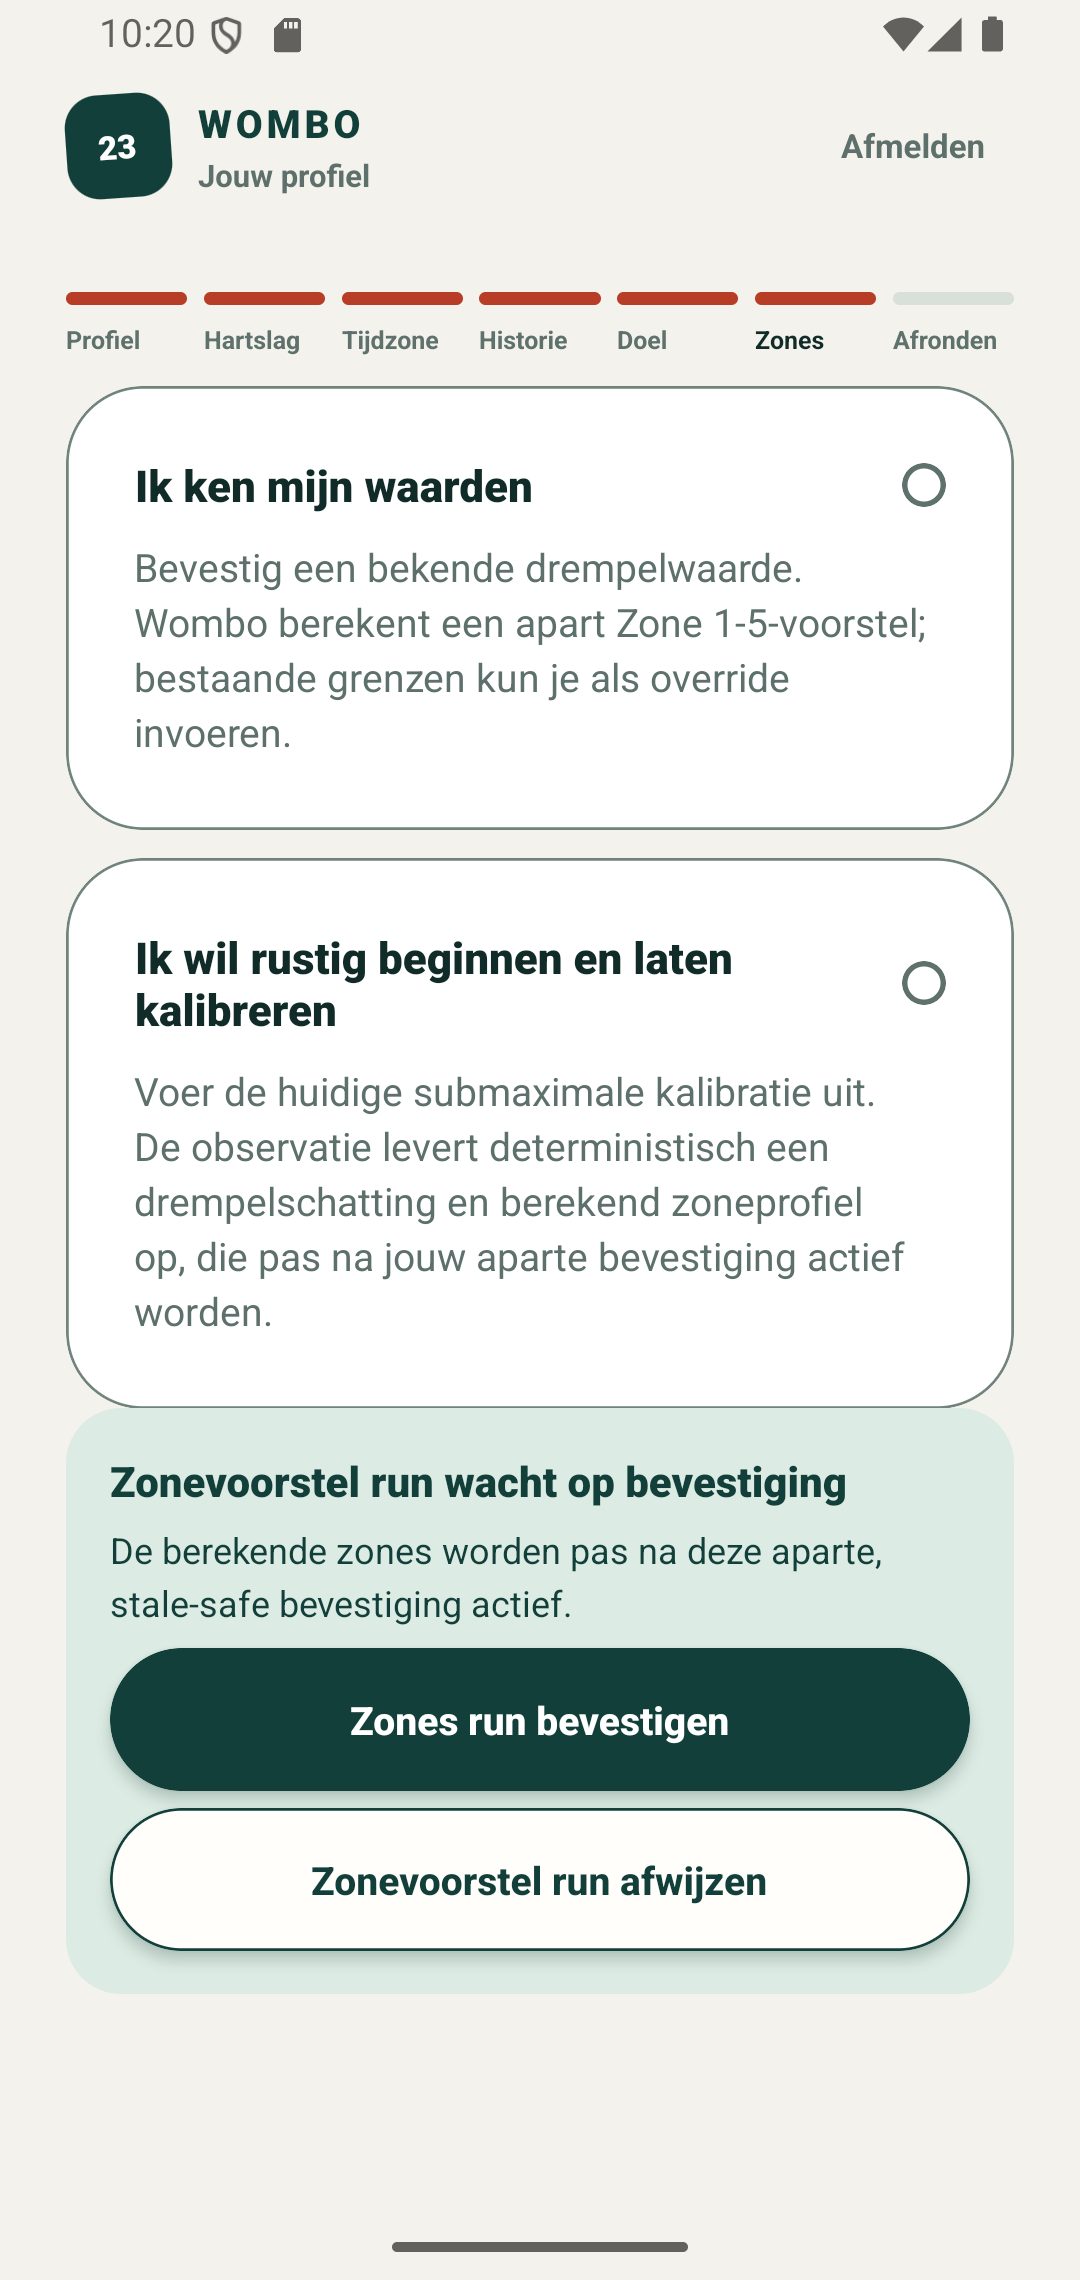 10:20
23
WOMBO
Jouw profiel
Afmelden
Profiel
Hartslag
Tijdzone
Historie
Doel
Zones
Afronden
Ik ken mijn waarden
Bevestig een bekende drempelwaarde.
Wombo berekent een apart Zone 1-5-voorstel;
bestaande grenzen kun je als override
invoeren.
Ik wil rustig beginnen en laten
kalibreren
Voer de huidige submaximale kalibratie uit.
De observatie levert deterministisch een
drempelschatting en berekend zoneprofiel
op, die pas na jouw aparte bevestiging actief
worden.
Zonevoorstel run wacht op bevestiging
De berekende zones worden pas na deze aparte,
stale-safe bevestiging actief.
Zones run bevestigen
Zonevoorstel run afwijzen